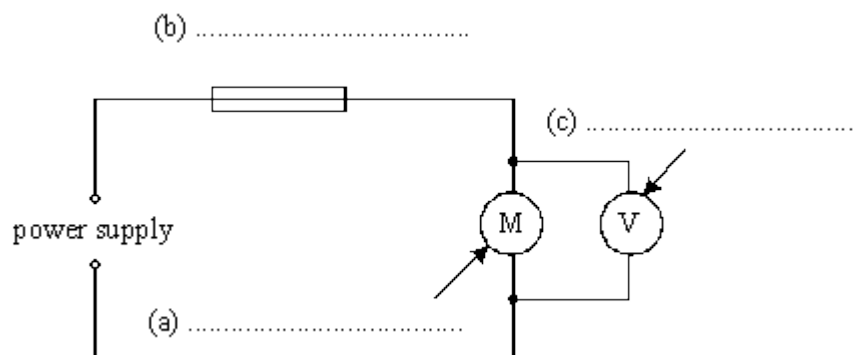 (b) ...................................
(c) ...................................
M
V
power supply
(a) ...................................